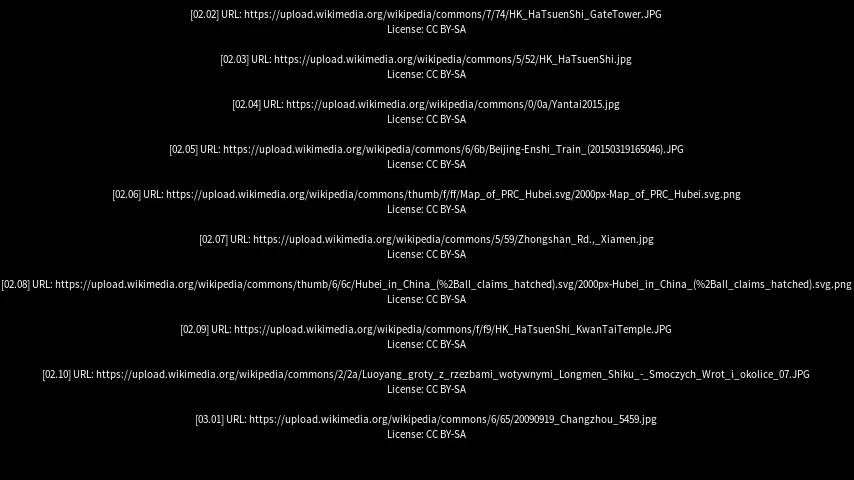 [02.02] URL: https://upload.wikimedia.org/wikipedia/commons/7/74/HK_HaTsuenShi_GateTower.JPG
License: CC BY-SA
[02.03] URL: https://upload.wikimedia.org/wikipedia/commons/5/52/HK_HaTsuenShi.jpg
License: CC BY-SA
[02.04] URL: https://upload.wikimedia.org/wikipedia/commons/0/0a/Yantai2015.jpg
License: CC BY-SA
[02.05] URL: https://upload.wikimedia.org/wikipedia/commons/6/6b/Beijing-Enshi_Train_(20150319165046).JPG
License: CC BY-SA
[02.06] URL: https://upload.wikimedia.org/wikipedia/commons/thumb/f/ff/Map_of_PRC_Hubei.svg/2000px-Map_of_PRC_Hubei.svg.png
License: CC BY-SA
[02.07] URL: https://upload.wikimedia.org/wikipedia/commons/5/59/Zhongshan_Rd.,_Xiamen.jpg
License: CC BY-SA
[02.08] URL: https://upload.wikimedia.org/wikipedia/commons/thumb/6/6c/Hubei_in_China_(%2Ball_claims_hatched).svg/2000px-Hubei_in_China_(%2Ball_claims_hatched).svg.png
License: CC BY-SA
[02.09] URL: https://upload.wikimedia.org/wikipedia/commons/f/f9/HK_HaTsuenShi_KwanTaiTemple.JPG
License: CC BY-SA
[02.10] URL: https://upload.wikimedia.org/wikipedia/commons/2/2a/Luoyang_groty_z_rzezbami_wotywnymi_Longmen_Shiku_-_Smoczych_Wrot_i_okolice_07.JPG
License: CC BY-SA
[03.01] URL: https://upload.wikimedia.org/wikipedia/commons/6/65/20090919_Changzhou_5459.jpg
License: CC BY-SA